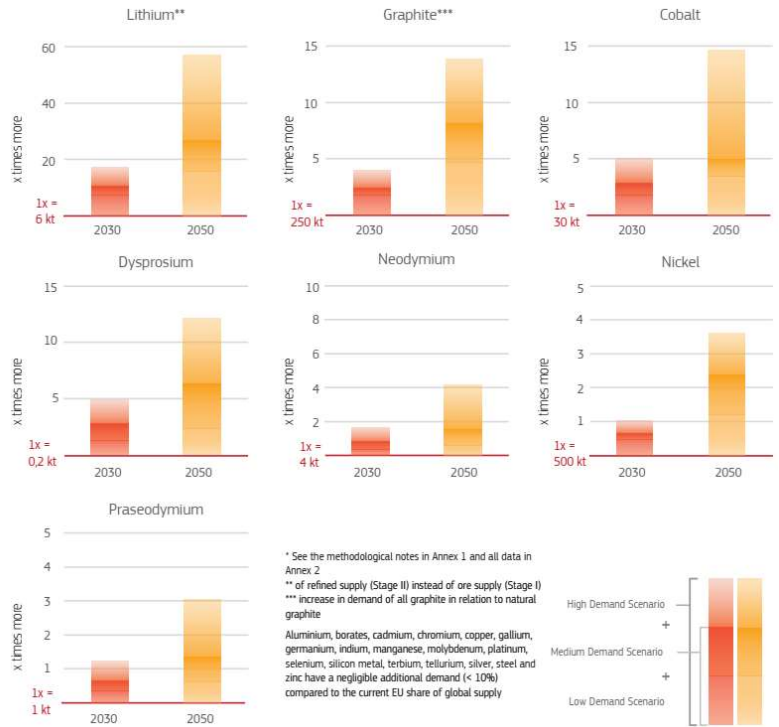 Lithium**
Graphite***
Cobalt
x times more
60
40
20
1x =
6 kt
2030
2050
x times more
15
10
5
1x =
250 kt
2030
2050
x times more
15
10
5
1x =
30 kt
2030
2050
Dysprosium
Neodymium
Nickel
x times more
15
10
5
1x =
0,2 kt
2030
2050
x times more
10
8
6
4
2
1x =
4 kt
2030
2050
x times more
5
4
3
2
1
1x =
500 kt
2030
2050
Praseodymium
x times more
5
4
3
2
1
1x =
1 kt
2030
2050
* See the methodological notes in Annex 1 and all data in
Annex 2
** of refined supply (Stage II) instead of ore supply (Stage I)
*** increase in demand of all graphite in relation to natural
graphite
Aluminium, borates, cadmium, chromium, copper, gallium,
germanium, indium, manganese, molybdenum, platinum,
selenium, silicon metal, terbium, tellurium, silver, steel and
zinc have a negligible additional demand (< 10%)
compared to the current EU share of global supply
High Demand Scenario
+
Medium Demand Scenario
+
Low Demand Scenario